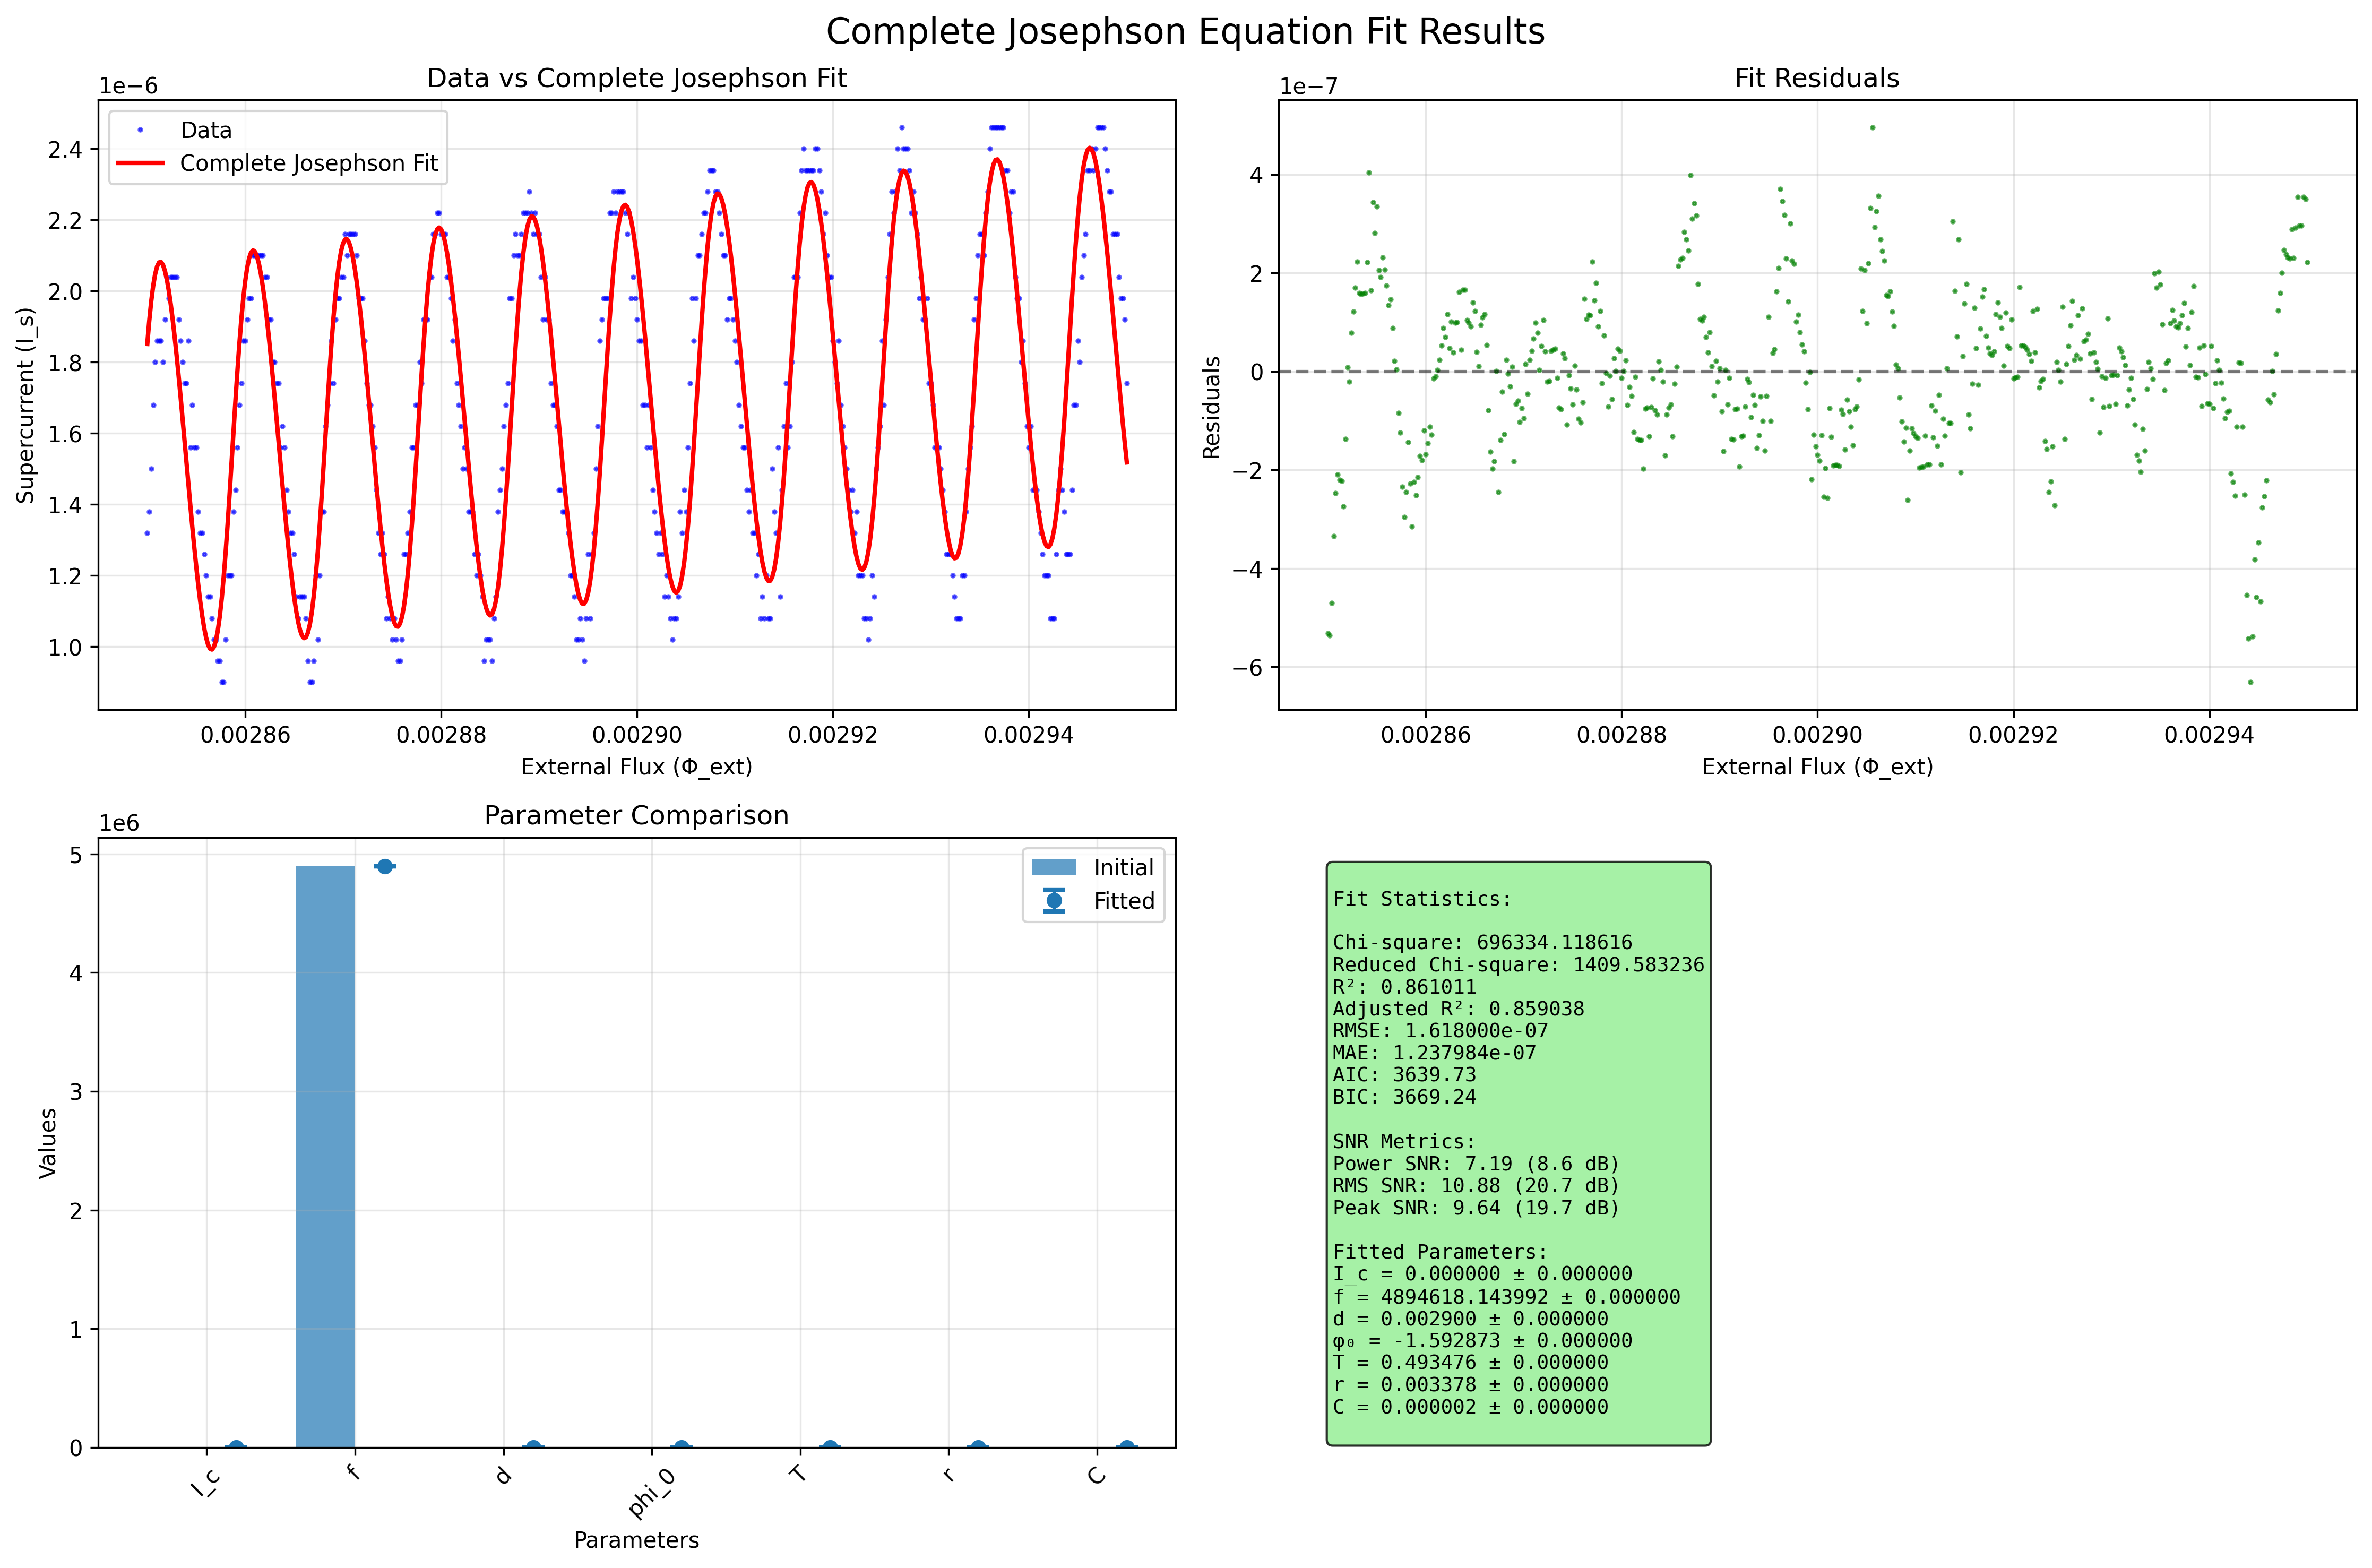 Complete Josephson Equation Fit Results
Data vs Complete Josephson Fit
1e−6
Data
Complete Josephson Fit
2.4
2.2
2.0
1.8
1.6
1.4
1.2
1.0
Supercurrent (I_s)
0.00286 0.00288 0.00290 0.00292 0.00294
External Flux (Φ_ext)
Fit Residuals
1e−7
4
2
0
−2
−4
−6
Residuals
0.00286 0.00288 0.00290 0.00292 0.00294
External Flux (Φ_ext)
Parameter Comparison
1e6
Initial
Fitted
5
4
3
2
1
0
Values
I_c f d phi_0 T r C
Parameters
Fit Statistics:
Chi-square: 696334.118616
Reduced Chi-square: 1409.583236
R²: 0.861011
Adjusted R²: 0.859038
RMSE: 1.618000e-07
MAE: 1.237984e-07
AIC: 3639.73
BIC: 3669.24
SNR Metrics:
Power SNR: 7.19 (8.6 dB)
RMS SNR: 10.88 (20.7 dB)
Peak SNR: 9.64 (19.7 dB)
Fitted Parameters:
I_c = 0.000000 ± 0.000000
f = 4894618.143992 ± 0.000000
d = 0.002900 ± 0.000000
φ₀ = -1.592873 ± 0.000000
T = 0.493476 ± 0.000000
r = 0.003378 ± 0.000000
C = 0.000002 ± 0.000000